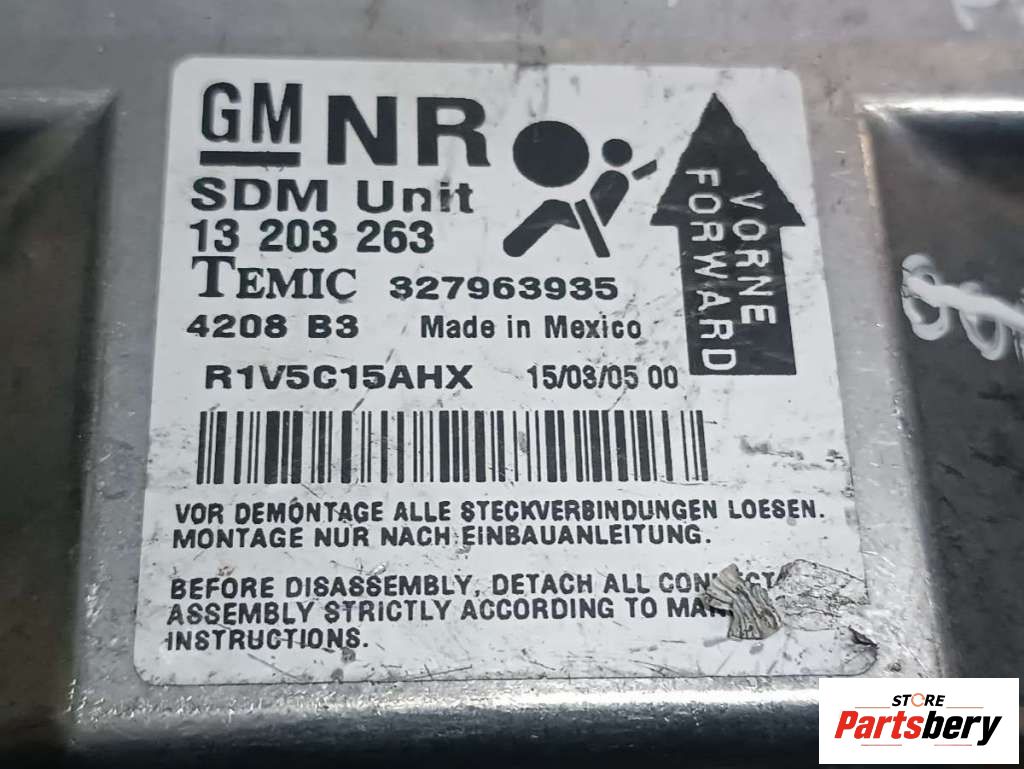 GM NR
SDM Unit
13 203 263
TEMIC 327963935
4208 B3 Made in Mexico
R1V5C15AHX 15/03/05 00
VORNE
FORWARD
VOR DEMONTAGE ALLE STECKVERBINDUNGEN LOESEN.
MONTAGE NUR NACH EINBAUANLEITUNG.
BEFORE DISASSEMBLY, DETACH ALL
ASSEMBLY STRICTLY ACCORDING TO
INSTRUCTIONS.
STORE
Partsbery